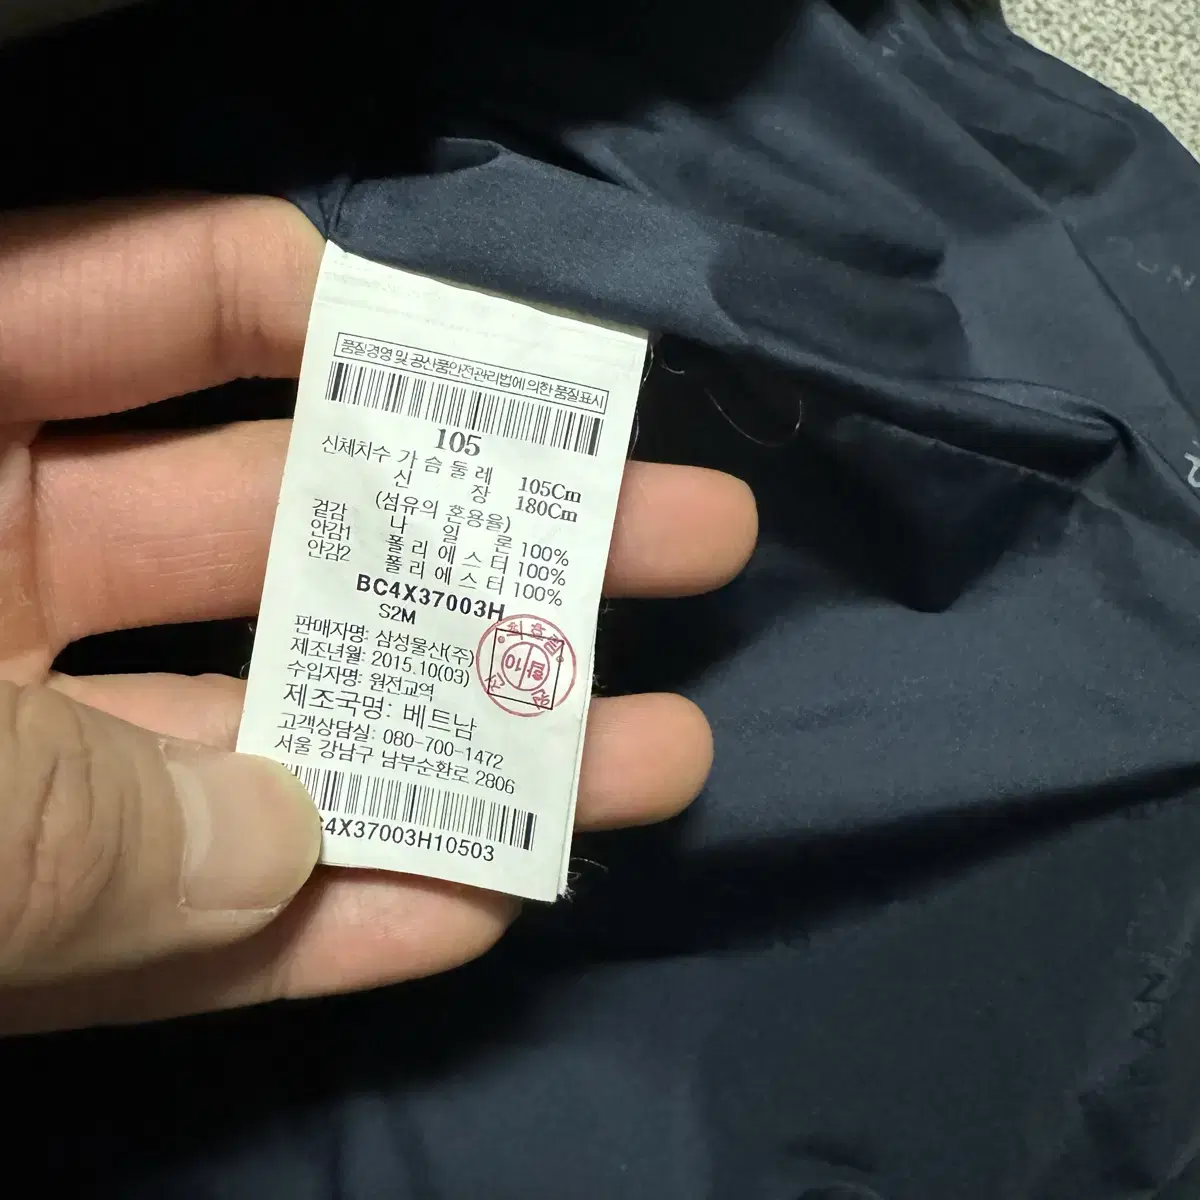 품질경영 및 공산품안전관리법에 의한 품질표시
105
신체치수 가슴둘레 105Cm
신장 180Cm
(섬유의 혼용율)
겉감 나일론 100%
안감1 폴리에스터 100%
안감2 폴리에스터 100%
BC4X37003H
S2M
판매자명: 삼성물산(주)
제조년월: 2015.10(03)
수입자명: 원전교역
제조국명: 베트남
고객상담실: 080-700-1472
서울 강남구 남부순환로 2806
4X37003H10503